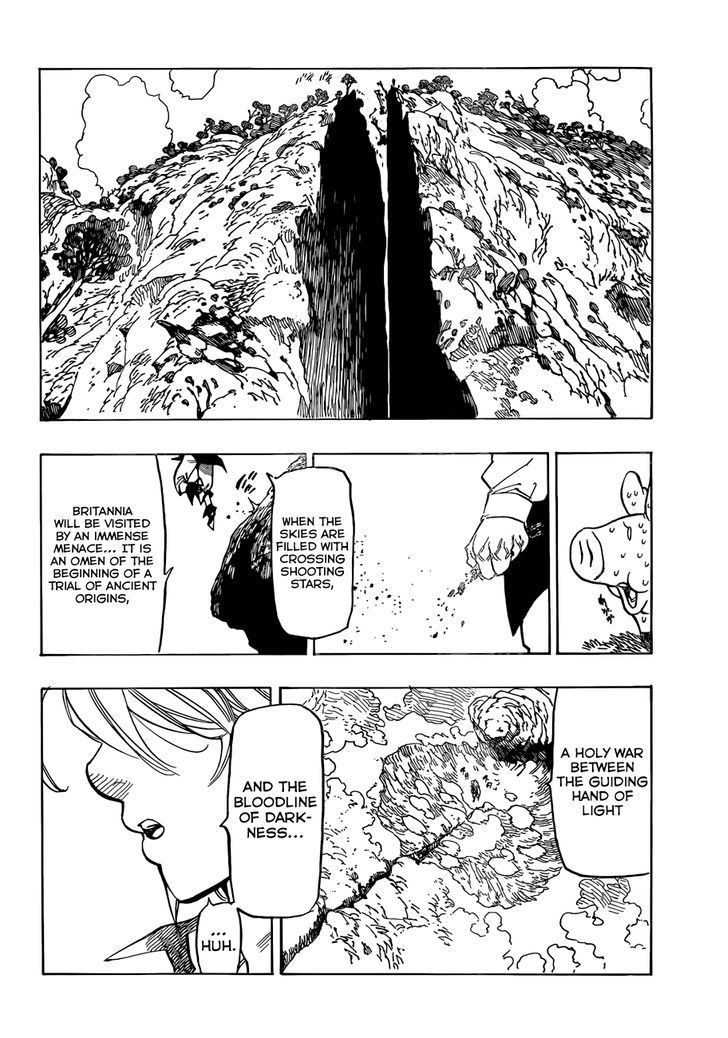 WHEN THE
SKIES ARE
FILLED WITH
CROSSING
SHOOTING
STARS,
BRITANNIA
WILL BE VISITED
BY AN IMMENSE
MENACE... IT IS
AN OMEN OF THE
BEGINNING OF A
TRIAL OF ANCIENT
ORIGINS,
A HOLY WAR
BETWEEN
THE GUIDING
HAND OF
LIGHT
AND THE
BLOODLINE
OF DARK-
NESS...
...
HUH.